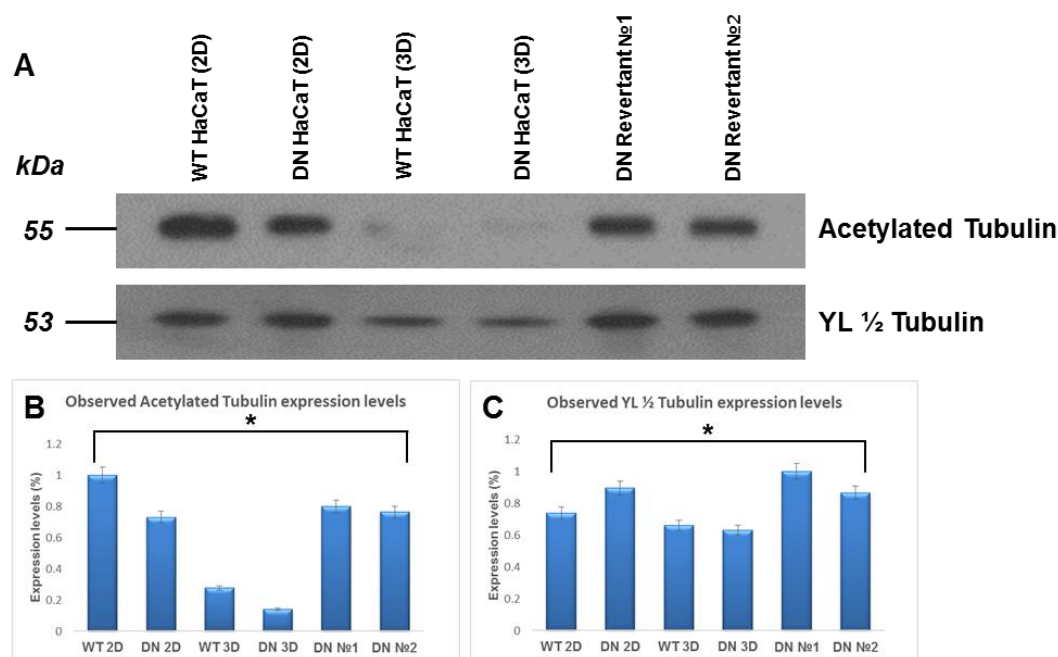 A
WT HaCaT (2D)
DN HaCaT (2D)
WT HaCaT (3D)
DN HaCaT (3D)
DN Revertant №1
DN Revertant №2
kDa
55
Acetylated Tubulin
53
YL ½ Tubulin
B
Observed Acetylated Tubulin expression levels
*
Expression levels (%)
1.2
1
0.8
0.6
0.4
0.2
0
WT 2D DN 2D WT 3D DN 3D DN №1 DN №2
C
Observed YL ½ Tubulin expression levels
*
Expression levels (%)
1.2
1
0.8
0.6
0.4
0.2
0
WT 2D DN 2D WT 3D DN 3D DN №1 DN №2